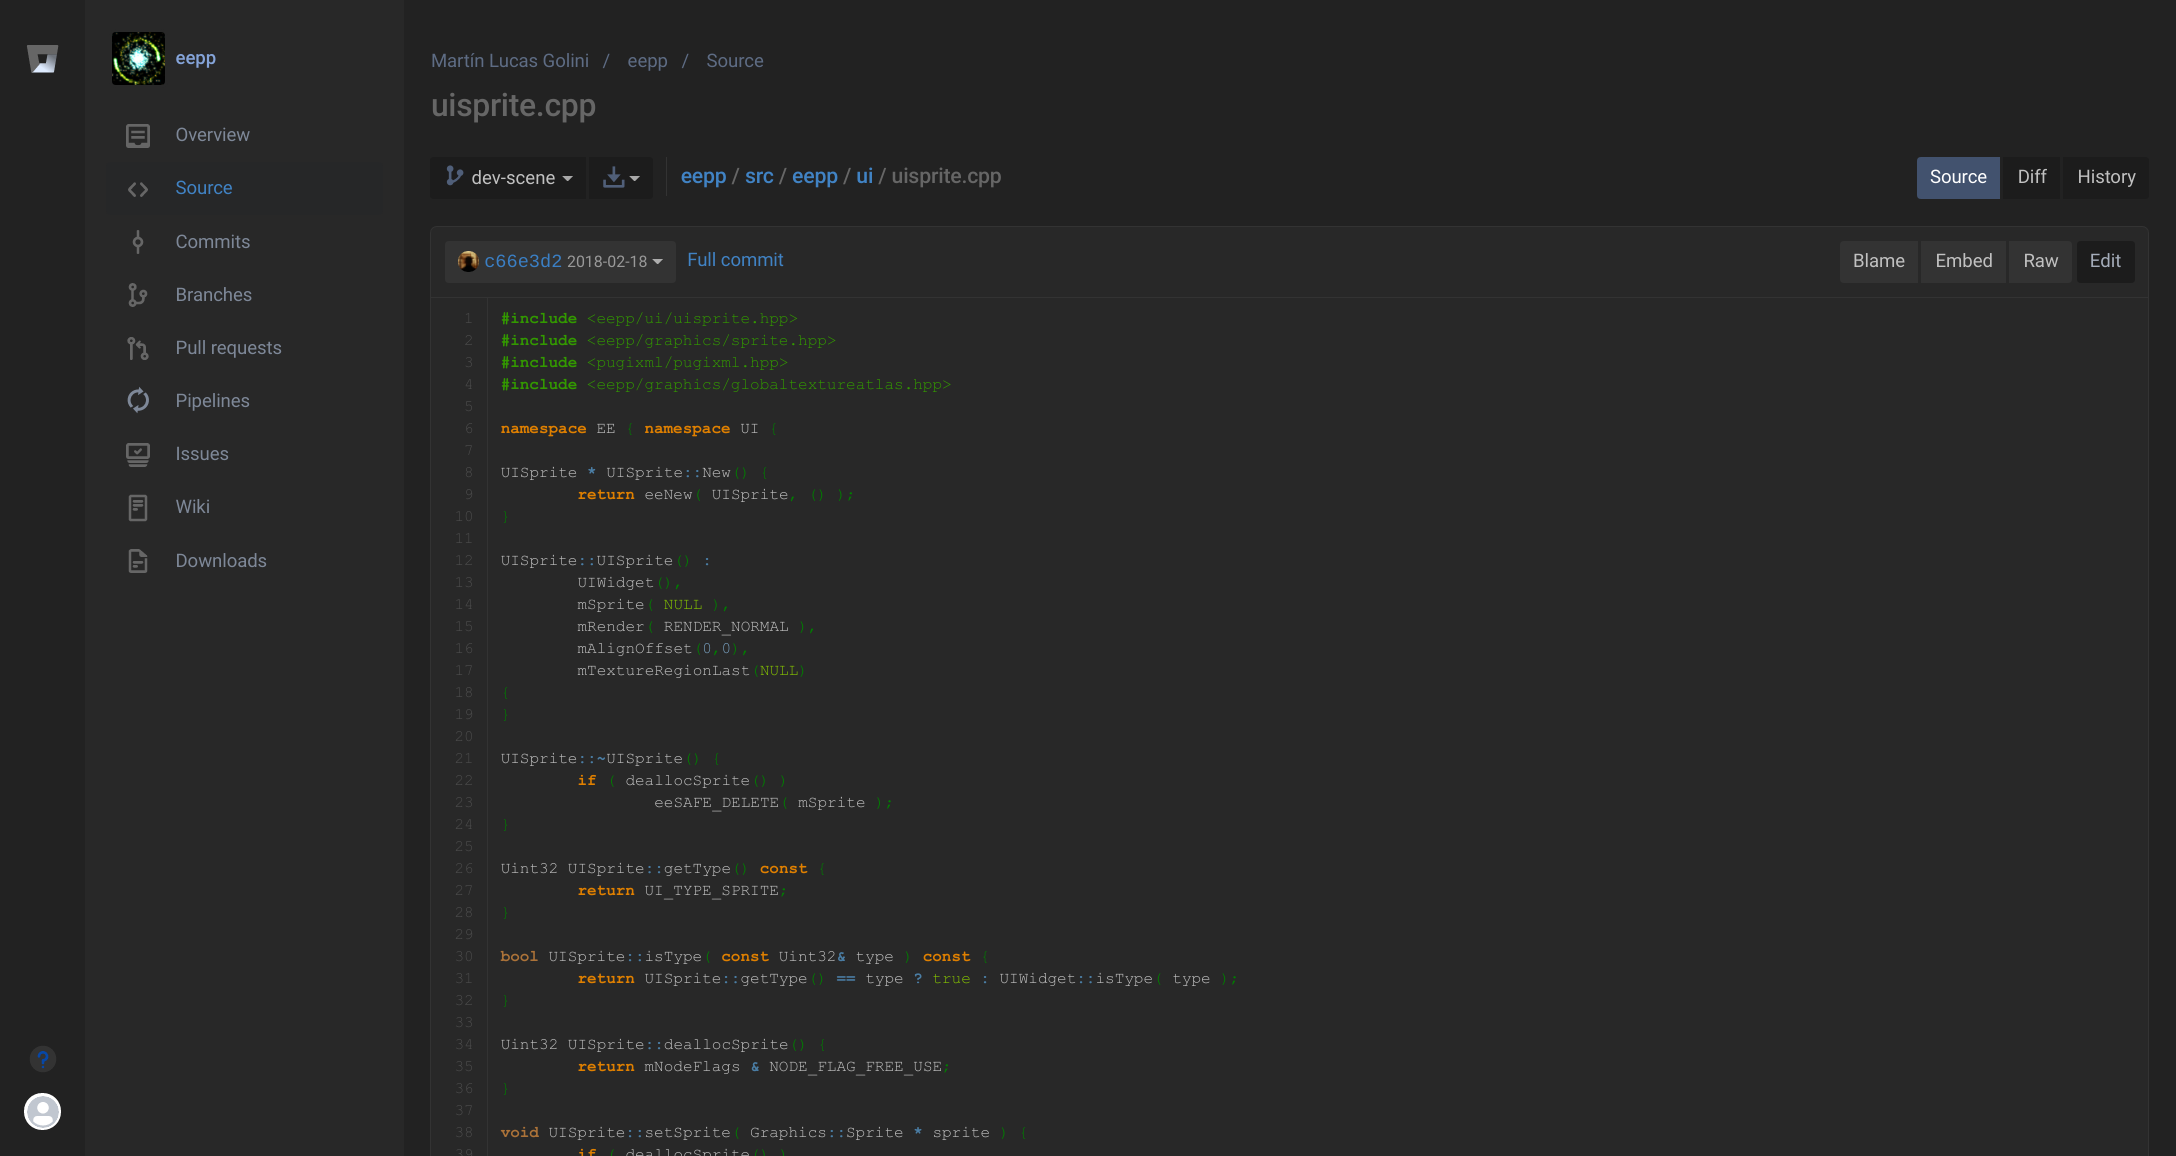 eepp
Overview
Source
Commits
Branches
Pull requests
Pipelines
Issues
Wiki
Downloads
?
Martín Lucas Golini / eepp / Source
uisprite.cpp
dev-scene
eepp / src / eepp / ui / uisprite.cpp
Source Diff History
c66e3d2 2018-02-18 Full commit
Blame Embed Raw Edit
1 #include <eepp/ui/uisprite.hpp>
2 #include <eepp/graphics/sprite.hpp>
3 #include <pugixml/pugixml.hpp>
4 #include <eepp/graphics/globaltextureatlas.hpp>
5
6 namespace EE { namespace UI {
7
8 UISprite * UISprite::New() {
9 return eeNew( UISprite, () );
10 }
11
12 UISprite::UISprite() :
13 UIWidget(),
14 mSprite( NULL ),
15 mRender( RENDER_NORMAL ),
16 mAlignOffset(0,0),
17 mTextureRegionLast(NULL)
18 {
19 }
20
21 UISprite::~UISprite() {
22 if ( deallocSprite() )
23 eeSAFE_DELETE( mSprite );
24 }
25
26 Uint32 UISprite::getType() const {
27 return UI_TYPE_SPRITE;
28 }
29
30 bool UISprite::isType( const Uint32& type ) const {
31 return UISprite::getType() == type ? true : UIWidget::isType( type );
32 }
33
34 Uint32 UISprite::deallocSprite() {
35 return mNodeFlags & NODE_FLAG_FREE_USE;
36 }
37
38 void UISprite::setSprite( Graphics::Sprite * sprite ) {
39 if ( deallocSprite() )